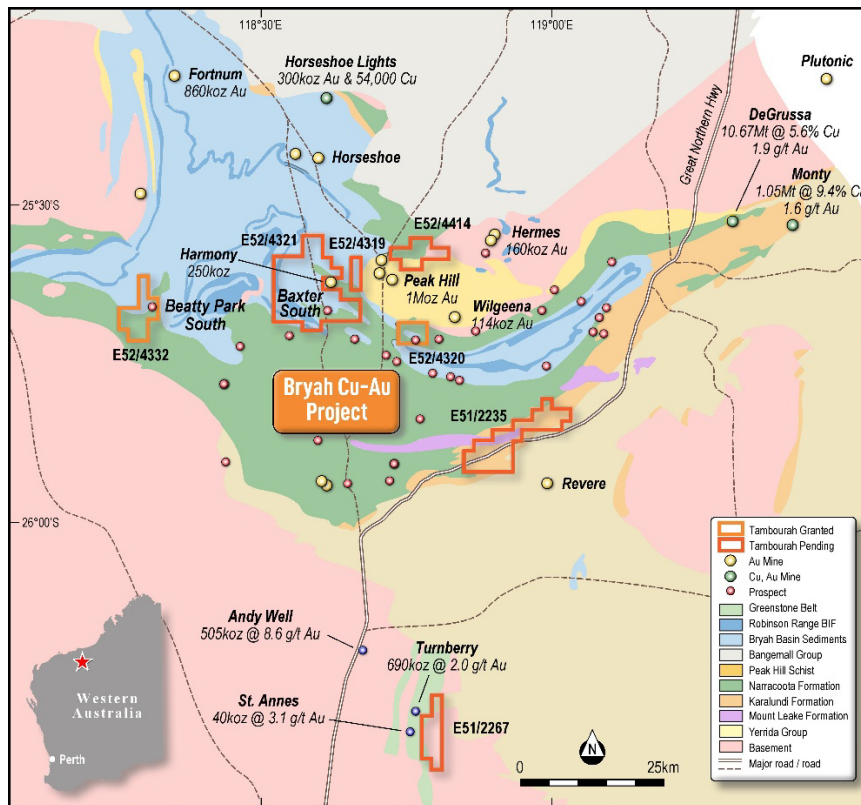 118°30'E
119°00'E
Fortnum
860koz Au
Horseshoe Lights
300koz Au & 54,000 Cu
Plutonic
Great Northern Hwy
DeGrussa
10.67Mt @ 5.6% Cu
1.9 g/t Au
Horseshoe
Monty
1.05Mt @ 9.4% Cu
1.6 g/t Au
25°30'S
E52/4414
Hermes
160koz Au
E52/4321
E52/4319
Harmony
250koz
Peak Hill
1Moz Au
Beatty Park
South
Baxter
South
Wilgeena
114koz Au
E52/4332
E52/4320
Bryah Cu-Au
Project
E51/2235
Revere
26°00'S
Andy Well
505koz @ 8.6 g/t Au
Turnberry
690koz @ 2.0 g/t Au
St. Annes
40koz @ 3.1 g/t Au
E51/2267
Western
Australia
Perth
N
0
25km
Tambourah Granted
Tambourah Pending
Au Mine
Cu, Au Mine
Prospect
Greenstone Belt
Robinson Range BIF
Bryah Basin Sediments
Bangemall Group
Peak Hill Schist
Narracoota Formation
Karalundi Formation
Mount Leake Formation
Yerrida Group
Basement
Major road / road